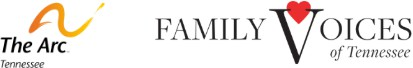 The Arc
Tennessee
FAMILY VOICES
of Tennessee